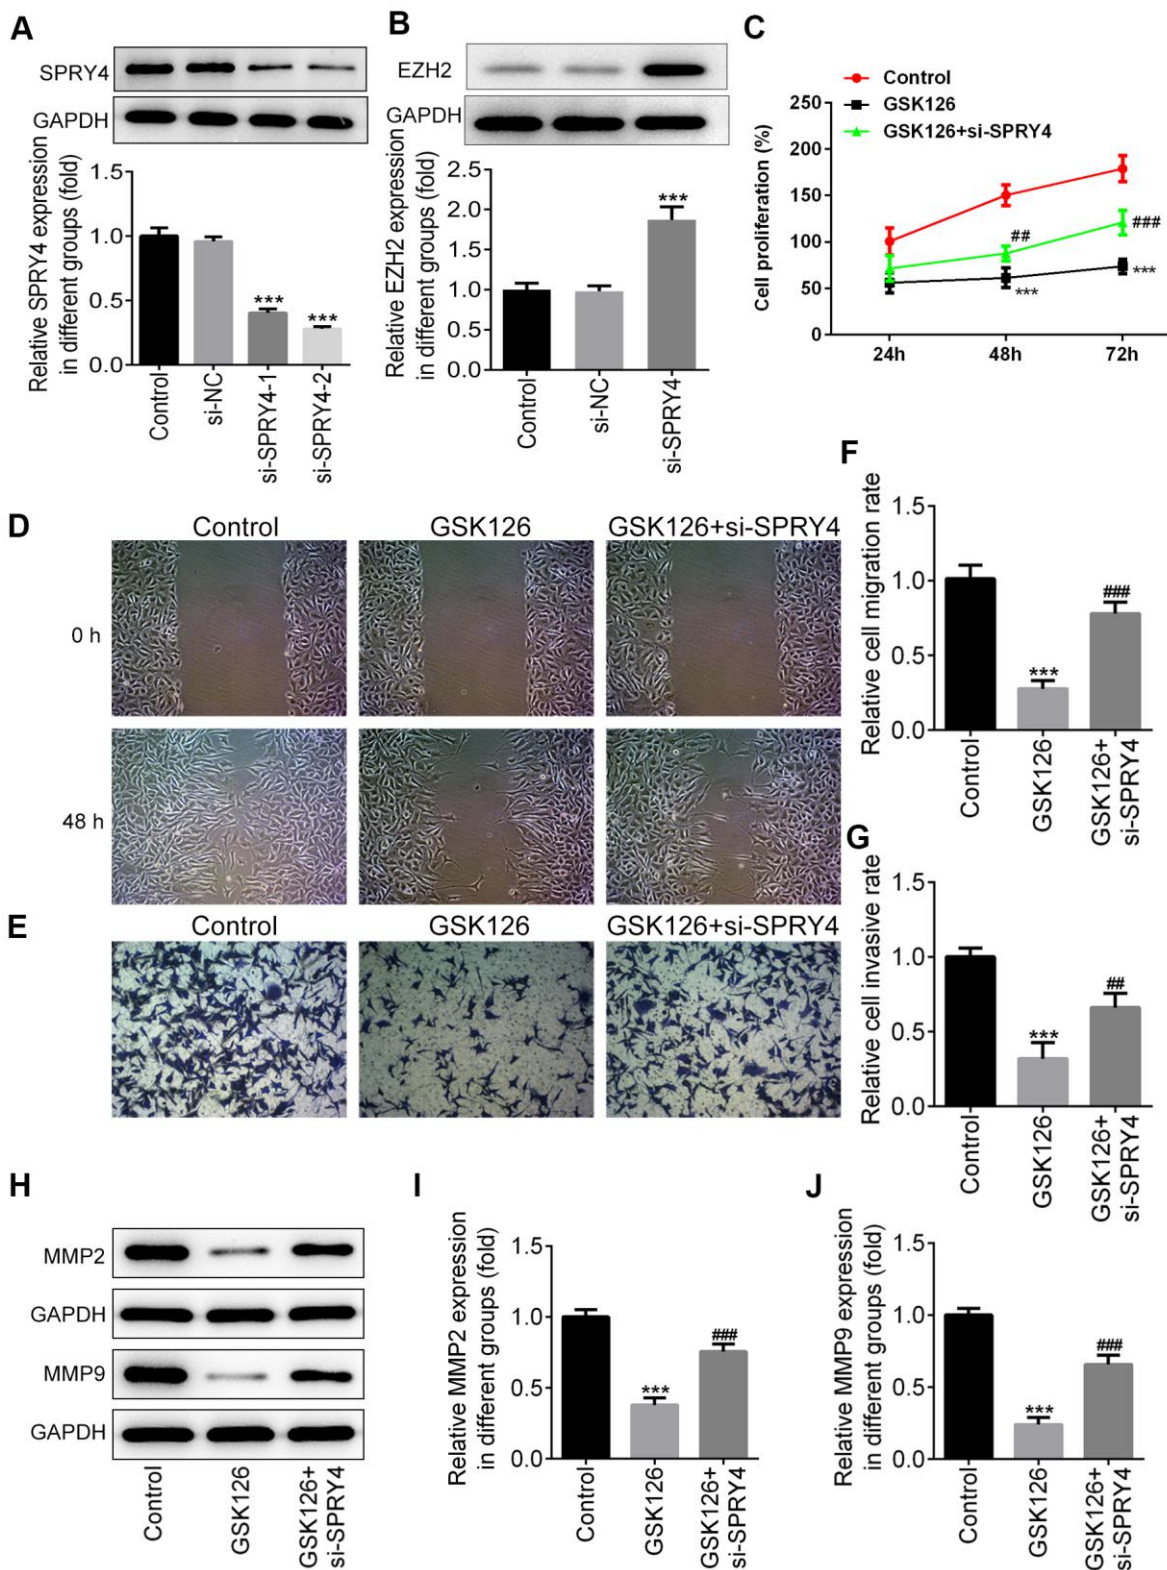 A
SPRY4
GAPDH
Relative SPRY4 expression
in different groups (fold)
1.5
1.0
0.5
0.0
***
***
Control
si-NC
si-SPRY4-1
si-SPRY4-2
B
EZH2
GAPDH
Relative EZH2 expression
in different groups (fold)
2.5
2.0
1.5
1.0
0.5
0.0
***
Control
si-NC
si-SPRY4
C
Control
GSK126
GSK126+si-SPRY4
Cell proliferation (%)
250
200
150
100
50
0
##
###
***
***
24h
48h
72h
D
Control
GSK126
GSK126+si-SPRY4
0 h
48 h
E
Control
GSK126
GSK126+si-SPRY4
F
Relative cell migration rate
1.5
1.0
0.5
0.0
***
###
Control
GSK126
GSK126+
si-SPRY4
G
Relative cell invasive rate
1.5
1.0
0.5
0.0
***
##
Control
GSK126
GSK126+
si-SPRY4
H
MMP2
GAPDH
MMP9
GAPDH
Control
GSK126
GSK126+
si-SPRY4
I
Relative MMP2 expression
in different groups (fold)
1.5
1.0
0.5
0.0
***
###
Control
GSK126
GSK126+
si-SPRY4
J
Relative MMP9 expression
in different groups (fold)
1.5
1.0
0.5
0.0
***
###
Control
GSK126
GSK126+
si-SPRY4